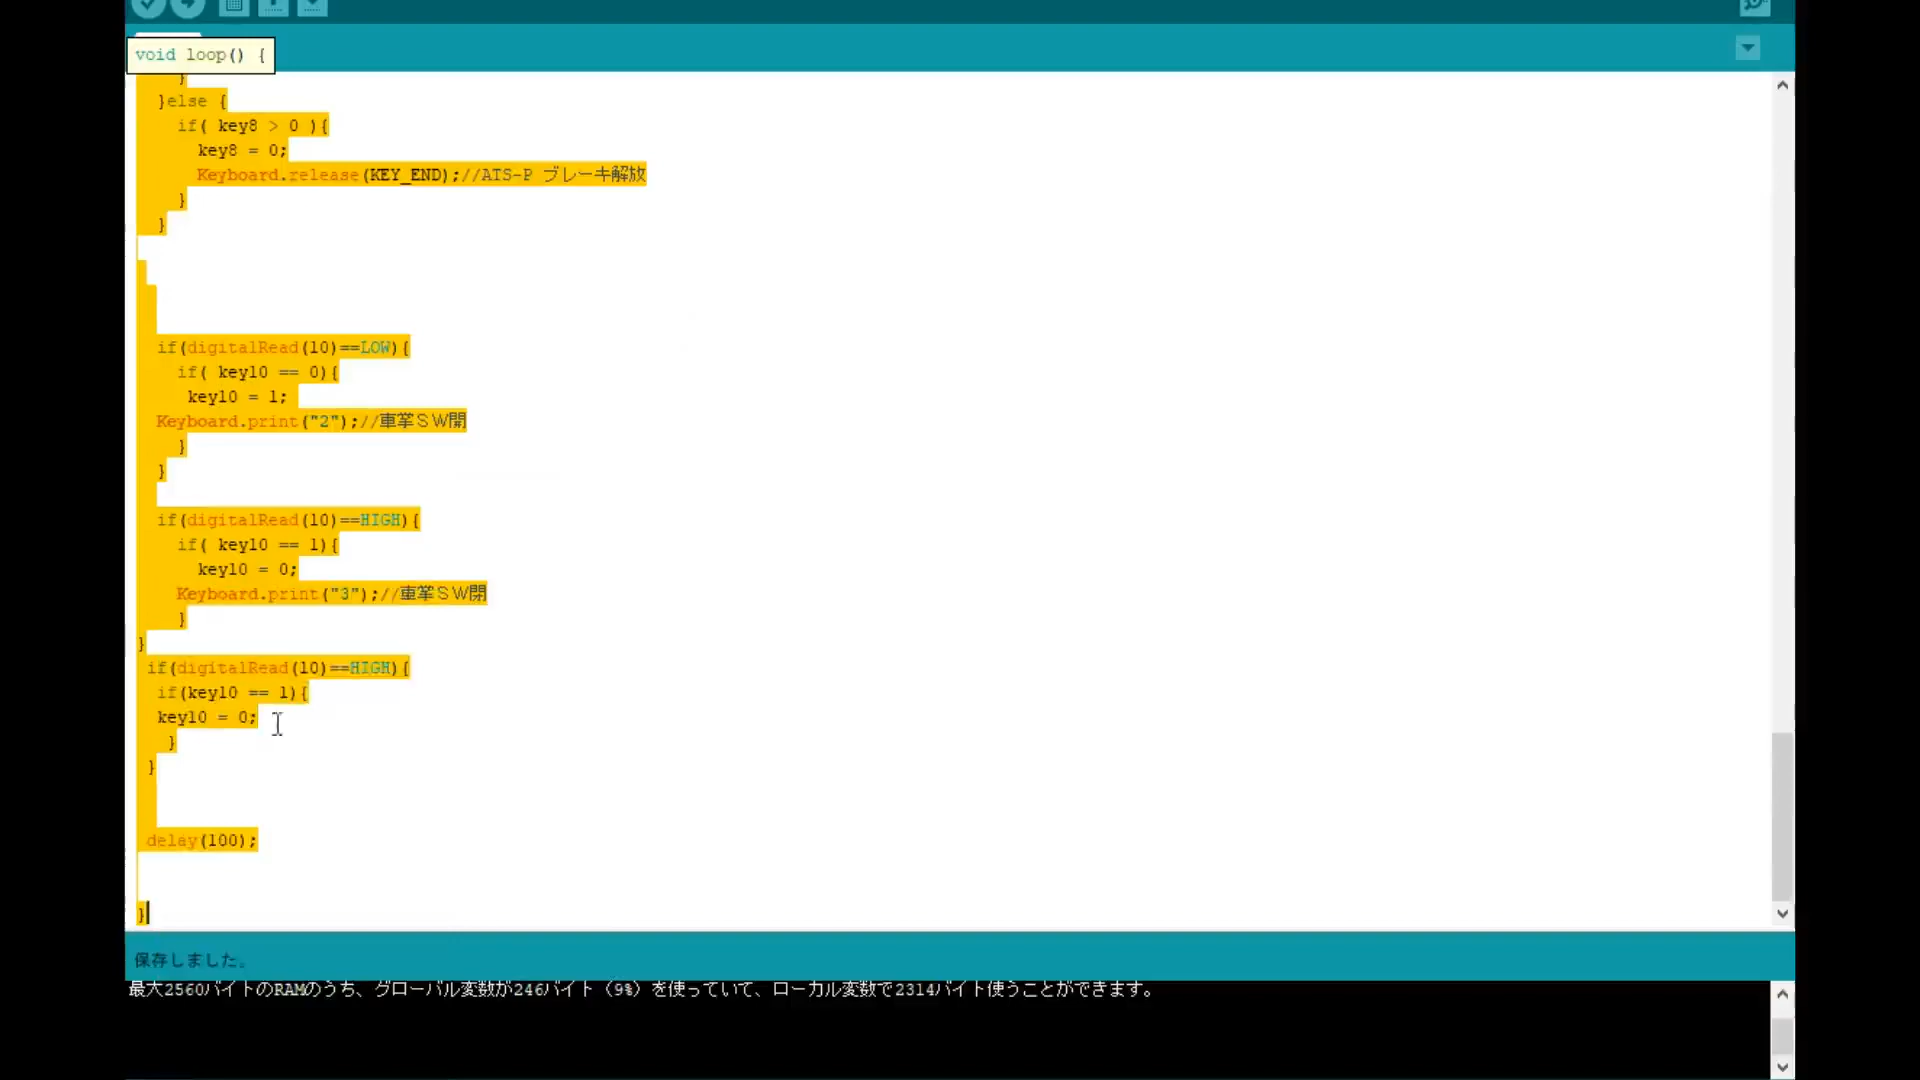 void loop() {
}
}else {
if( key8 > 0 ){
key8 = 0;
Keyboard.release(KEY_END);//ATS-P ブレーキ解放
}
}
if(digitalRead(10)==LOW){
if( key10 == 0){
key10 = 1;
Keyboard.print("2");//車掌ＳＷ開
}
}
if(digitalRead(10)==HIGH){
if( key10 == 1){
key10 = 0;
Keyboard.print("3");//車掌ＳＷ閉
}
}
if(digitalRead(10)==HIGH){
if(key10 == 1){
key10 = 0;
}
}
delay(100);
}
保存しました。
最大2560バイトのRAMのうち、グローバル変数が246バイト（9%）を使っていて、ローカル変数で2314バイト使うことができます。